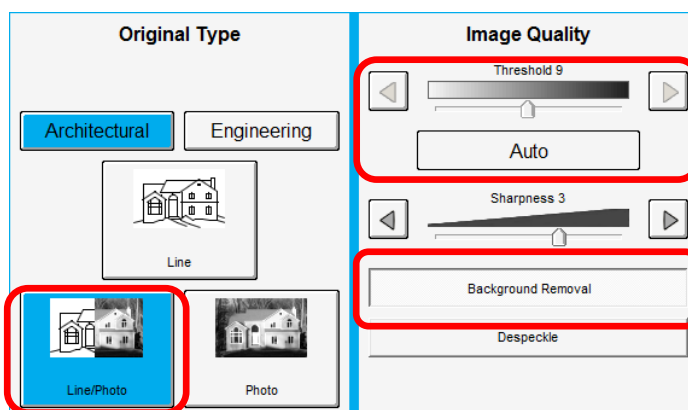 Original Type
Architectural
Engineering
Line
Line/Photo
Photo
Image Quality
Threshold 9
Auto
Sharpness 3
Background Removal
Despeckle